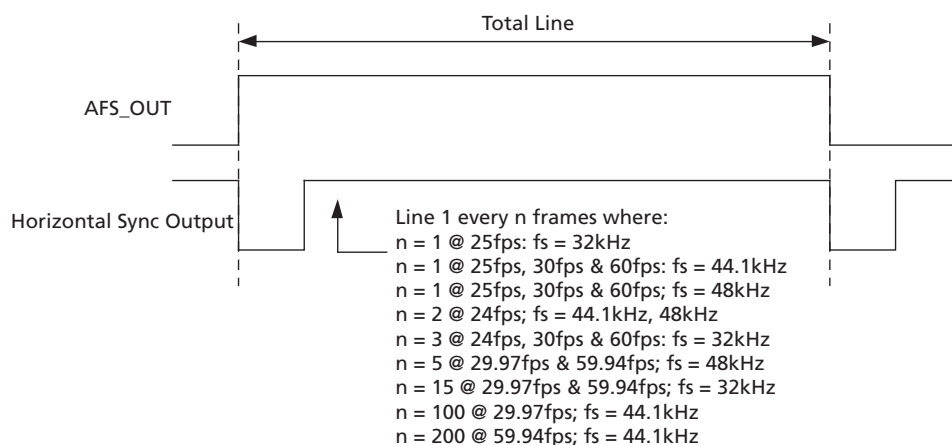 Total Line
AFS_OUT
Horizontal Sync Output
Line 1 every n frames where:
n = 1 @ 25fps: fs = 32kHz
n = 1 @ 25fps, 30fps & 60fps: fs = 44.1kHz
n = 1 @ 25fps, 30fps & 60fps; fs = 48kHz
n = 2 @ 24fps; fs = 44.1kHz, 48kHz
n = 3 @ 24fps, 30fps & 60fps: fs = 32kHz
n = 5 @ 29.97fps & 59.94fps; fs = 48kHz
n = 15 @ 29.97fps & 59.94fps; fs = 32kHz
n = 100 @ 29.97fps; fs = 44.1kHz
n = 200 @ 59.94fps; fs = 44.1kHz